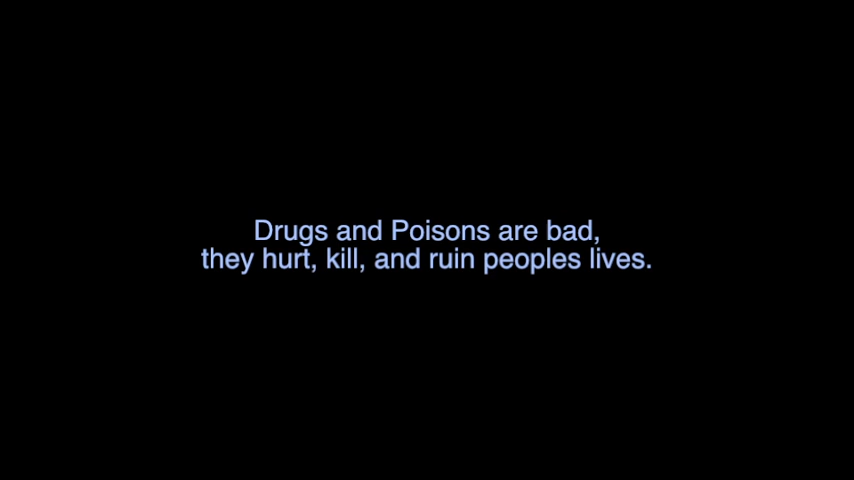 Drugs and Poisons are bad,
they hurt, kill, and ruin peoples lives.